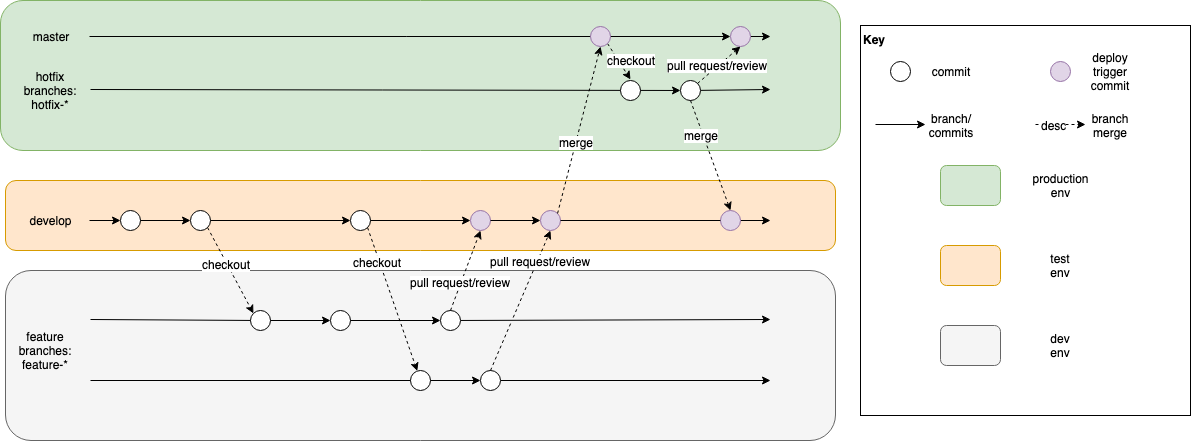 master
hotfix
branches:
hotfix-*
checkout
pull request/review
merge
merge
develop
checkout
checkout
pull request/review
pull request/review
feature
branches:
feature-*
Key
commit
deploy
trigger
commit
branch/
commits
desc
branch
merge
production
env
test
env
dev
env